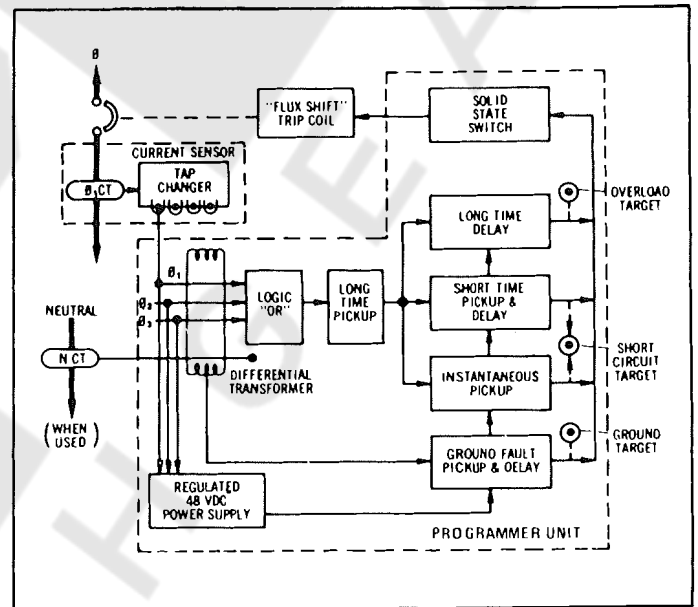 Ø
"FLUX SHIFT"
TRIP COIL
SOLID
STATE
SWITCH
CURRENT SENSOR
TAP
CHANGER
Ø₁CT
OVERLOAD
TARGET
LONG TIME
DELAY
Ø₁
Ø₂
Ø₃
LOGIC
"OR"
LONG
TIME
PICKUP
SHORT TIME
PICKUP &
DELAY
NEUTRAL
N CT
(WHEN
USED)
DIFFERENTIAL
TRANSFORMER
INSTANTANEOUS
PICKUP
SHORT
CIRCUIT
TARGET
GROUND FAULT
PICKUP & DELAY
GROUND
TARGET
REGULATED
48 VDC
POWER SUPPLY
PROGRAMMER UNIT